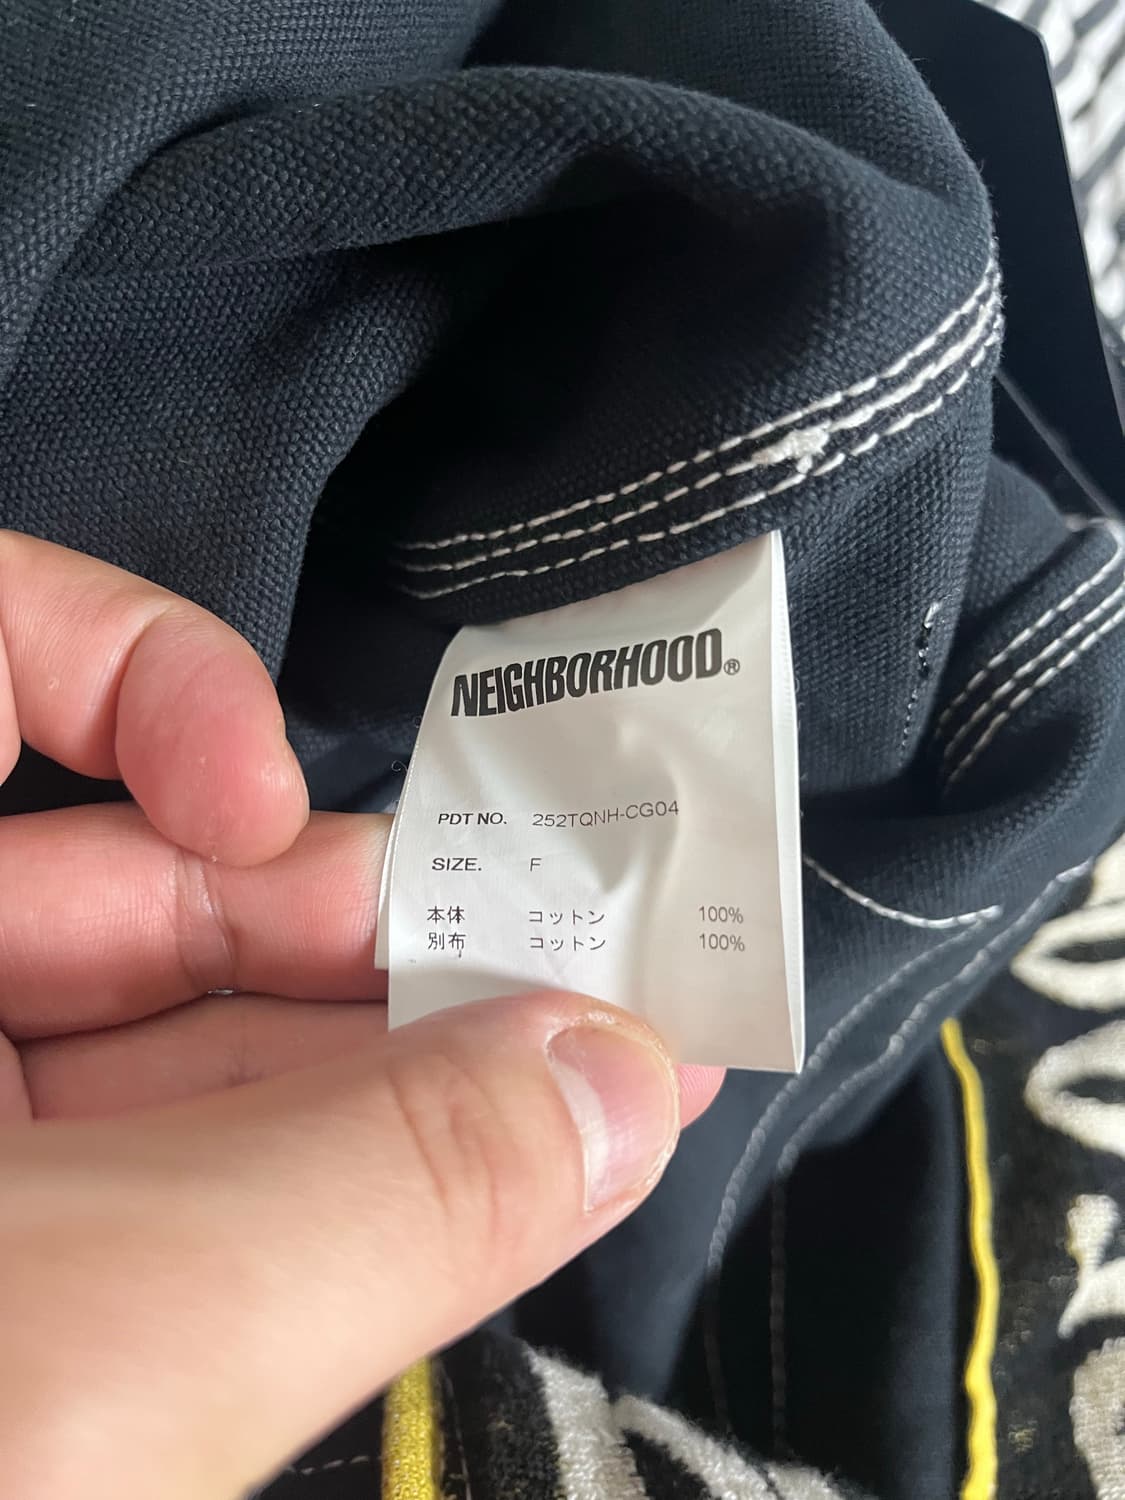 NEIGHBORHOOD®
PDT NO. 252TQNH-CG04
SIZE. F
本体 コットン 100%
別布 コットン 100%